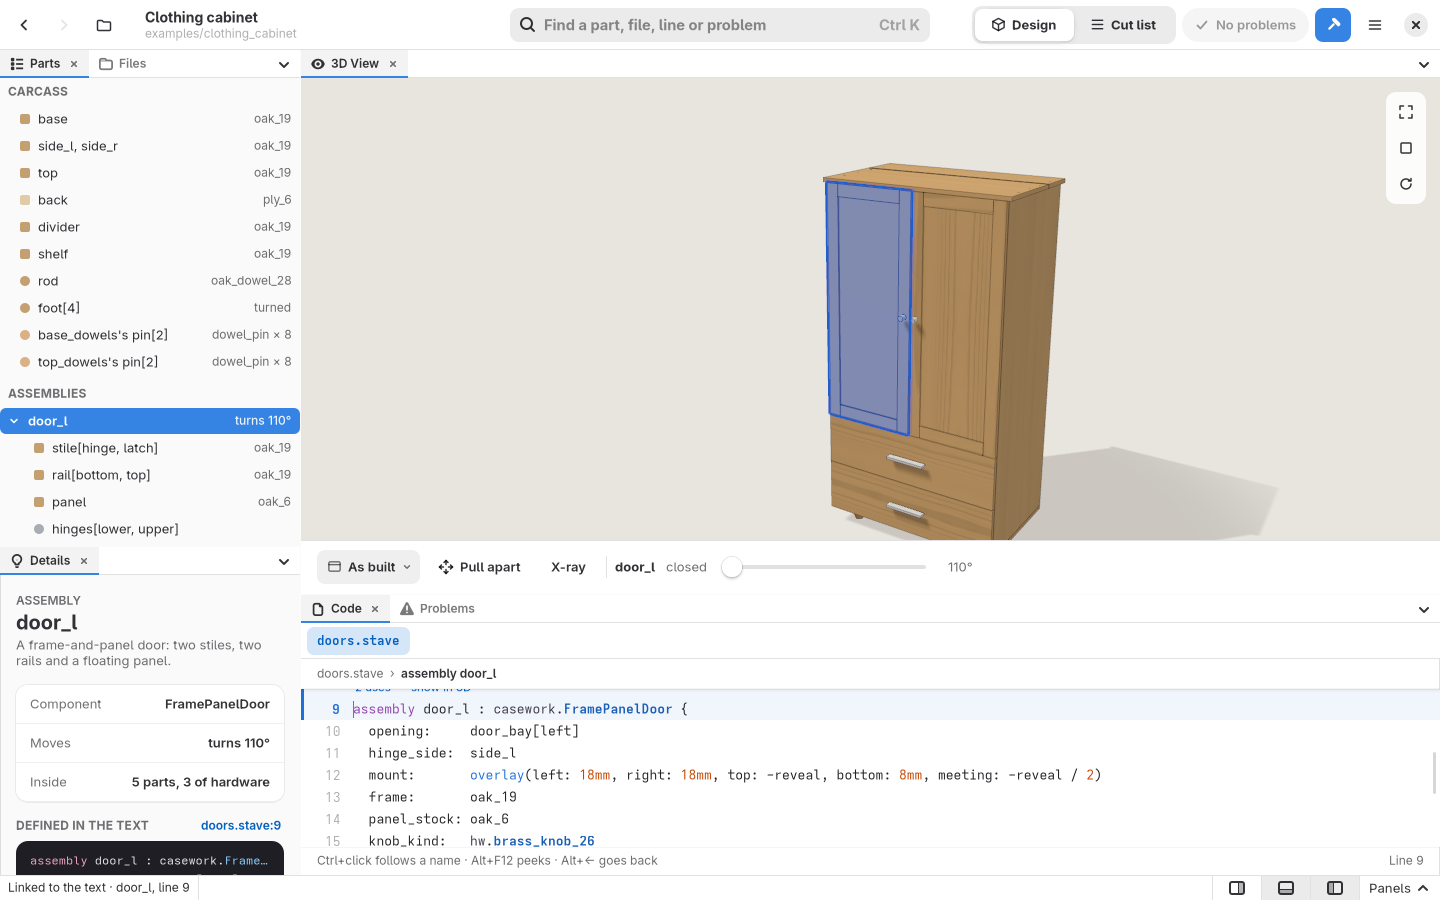 Clothing cabinet
examples/clothing_cabinet
Find a part, file, line or problem
Ctrl K
Design
Cut list
No problems
Parts
Files
3D View
CARCASS
base
oak_19
side_l, side_r
oak_19
top
oak_19
back
ply_6
divider
oak_19
shelf
oak_19
rod
oak_dowel_28
foot[4]
turned
base_dowels's pin[2]
dowel_pin × 8
top_dowels's pin[2]
dowel_pin × 8
ASSEMBLIES
door_l
turns 110°
stile[hinge, latch]
oak_19
rail[bottom, top]
oak_19
panel
oak_6
hinges[lower, upper]
Details
ASSEMBLY
door_l
A frame-and-panel door: two stiles, two
rails and a floating panel.
Component
FramePanelDoor
Moves
turns 110°
Inside
5 parts, 3 of hardware
DEFINED IN THE TEXT
doors.stave:9
assembly door_l : casework.Frame…
As built
Pull apart
X-ray
door_l
closed
110°
Code
Problems
doors.stave
doors.stave › assembly door_l
9 assembly door_l : casework.FramePanelDoor {
10 opening: door_bay[left]
11 hinge_side: side_l
12 mount: overlay(left: 18mm, right: 18mm, top: -reveal, bottom: 8mm, meeting: -reveal / 2)
13 frame: oak_19
14 panel_stock: oak_6
15 knob_kind: hw.brass_knob_26
Ctrl+click follows a name · Alt+F12 peeks · Alt+← goes back
Line 9
Linked to the text · door_l, line 9
Panels